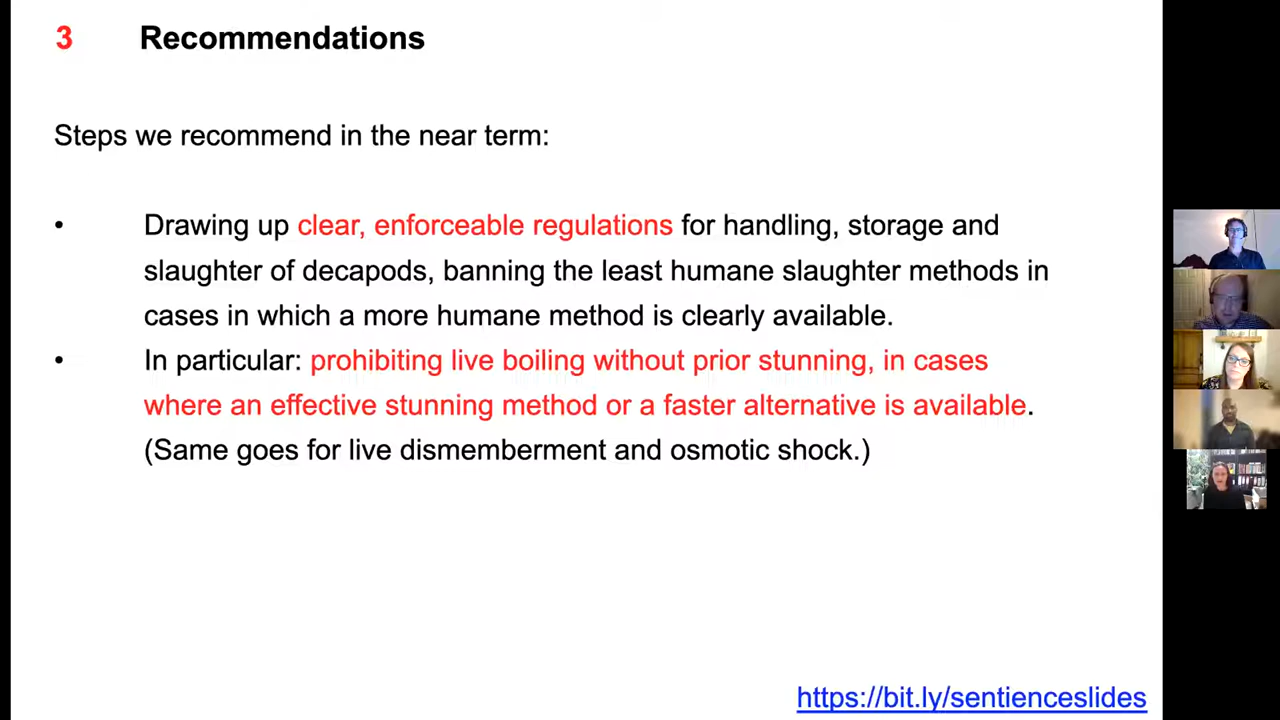 3 Recommendations
Steps we recommend in the near term:
• Drawing up clear, enforceable regulations for handling, storage and
slaughter of decapods, banning the least humane slaughter methods in
cases in which a more humane method is clearly available.
• In particular: prohibiting live boiling without prior stunning, in cases
where an effective stunning method or a faster alternative is available.
(Same goes for live dismemberment and osmotic shock.)
https://bit.ly/sentienceslides